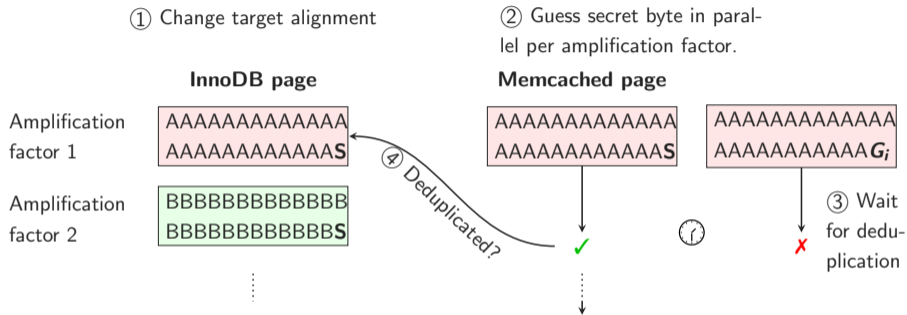 ① Change target alignment
② Guess secret byte in paral-
lel per amplification factor.
InnoDB page
Memcached page
Amplification
factor 1
AAAAAAAAAAAAA
AAAAAAAAAAAAS
AAAAAAAAAAAAA
AAAAAAAAAAAAS
AAAAAAAAAAAAA
AAAAAAAAAAAGi
④ Deduplicated?
Amplification
factor 2
BBBBBBBBBBBBB
BBBBBBBBBBBBS
③ Wait
for dedu-
plication